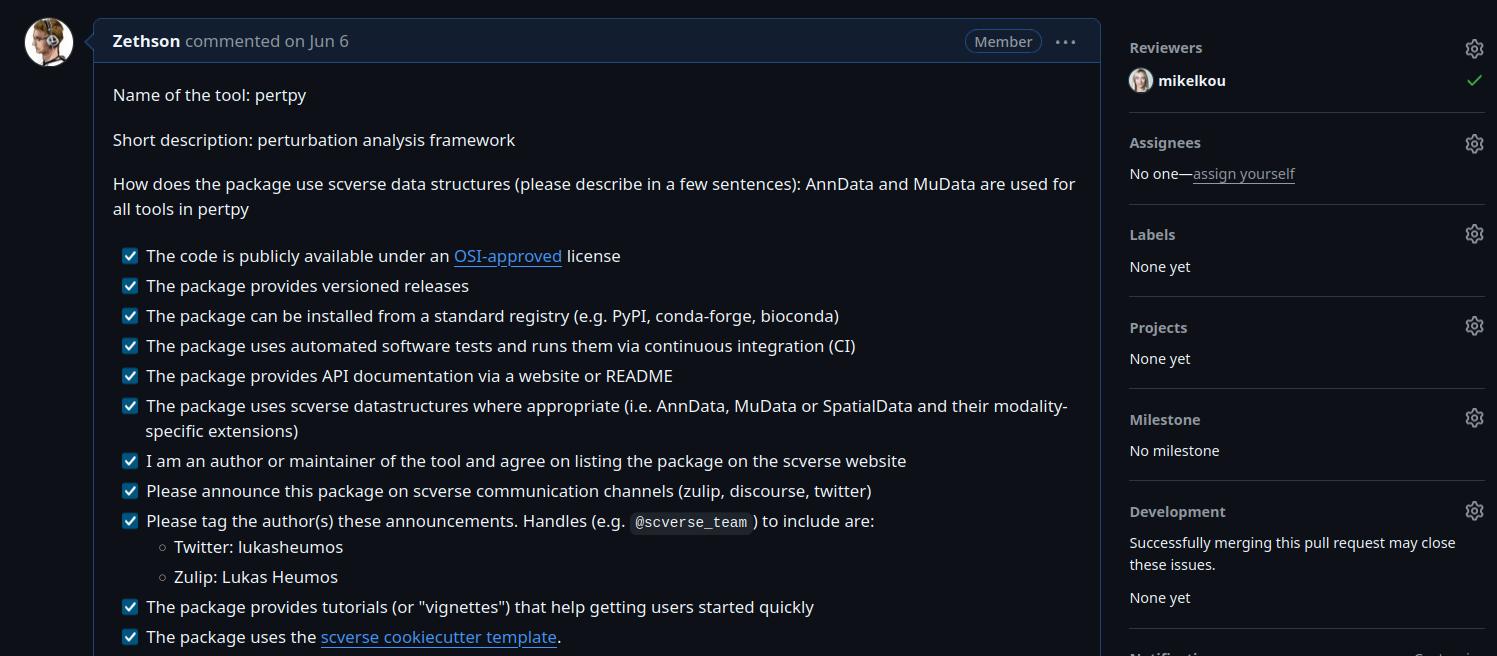 Zethson commented on Jun 6
Member
Name of the tool: pertpy
Short description: perturbation analysis framework
How does the package use scverse data structures (please describe in a few sentences): AnnData and MuData are used for
all tools in pertpy
The code is publicly available under an OSI-approved license
The package provides versioned releases
The package can be installed from a standard registry (e.g. PyPI, conda-forge, bioconda)
The package uses automated software tests and runs them via continuous integration (CI)
The package provides API documentation via a website or README
The package uses scverse datastructures where appropriate (i.e. AnnData, MuData or SpatialData and their modality-
specific extensions)
I am an author or maintainer of the tool and agree on listing the package on the scverse website
Please announce this package on scverse communication channels (zulip, discourse, twitter)
Please tag the author(s) these announcements. Handles (e.g. @scverse_team) to include are:
Twitter: lukasheumos
Zulip: Lukas Heumos
The package provides tutorials (or "vignettes") that help getting users started quickly
The package uses the scverse cookiecutter template.
Reviewers
mikelkou
Assignees
No one—assign yourself
Labels
None yet
Projects
None yet
Milestone
No milestone
Development
Successfully merging this pull request may close
these issues.
None yet